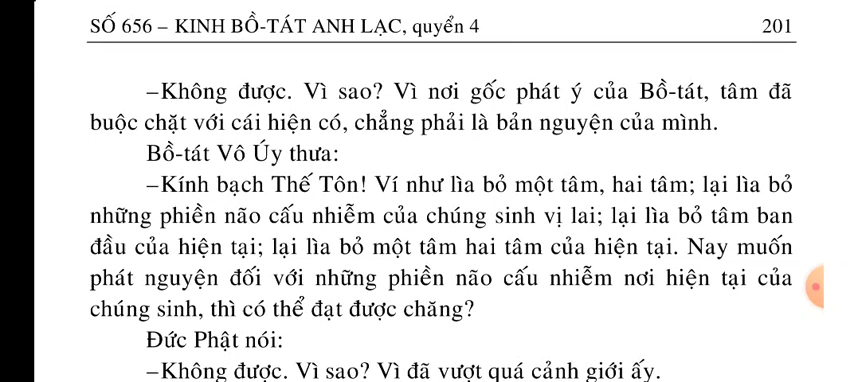 SỐ 656 – KINH BỒ-TÁT ANH LẠC, quyển 4 201
–Không được. Vì sao? Vì nơi gốc phát ý của Bồ-tát, tâm đã
buộc chặt với cái hiện có, chẳng phải là bản nguyện của mình.
Bồ-tát Vô Úy thưa:
–Kính bạch Thế Tôn! Ví như lìa bỏ một tâm, hai tâm; lại lìa bỏ
những phiền não cấu nhiễm của chúng sinh vị lai; lại lìa bỏ tâm ban
đầu của hiện tại; lại lìa bỏ một tâm hai tâm của hiện tại. Nay muốn
phát nguyện đối với những phiền não cấu nhiễm nơi hiện tại của
chúng sinh, thì có thể đạt được chăng?
Đức Phật nói:
–Không được. Vì sao? Vì đã vượt quá cảnh giới ấy.